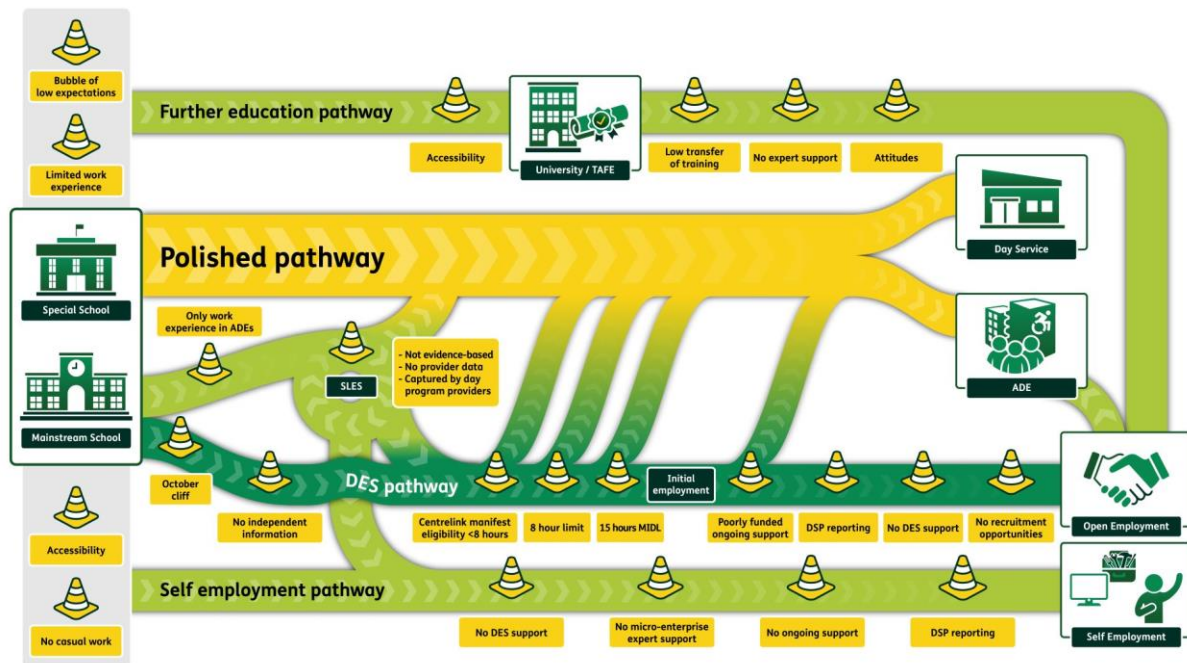 Bubble of
low expectations
Limited work
experience
Further education pathway
Accessibility
University / TAFE
Low transfer
of training
No expert support
Attitudes
Special School
Mainstream School
Polished pathway
Day Service
ADE
Only work
experience in ADEs
SLES
- Not evidence-based
- No provider data
- Captured by day
program providers
October
cliff
No independent
information
DES pathway
Centrelink manifest
eligibility <8 hours
8 hour limit
15 hours MIDL
Initial
employment
Poorly funded
ongoing support
DSP reporting
No DES support
No recruitment
opportunities
Open Employment
Accessibility
No casual work
Self employment pathway
No DES support
No micro-enterprise
expert support
No ongoing support
DSP reporting
Self Employment